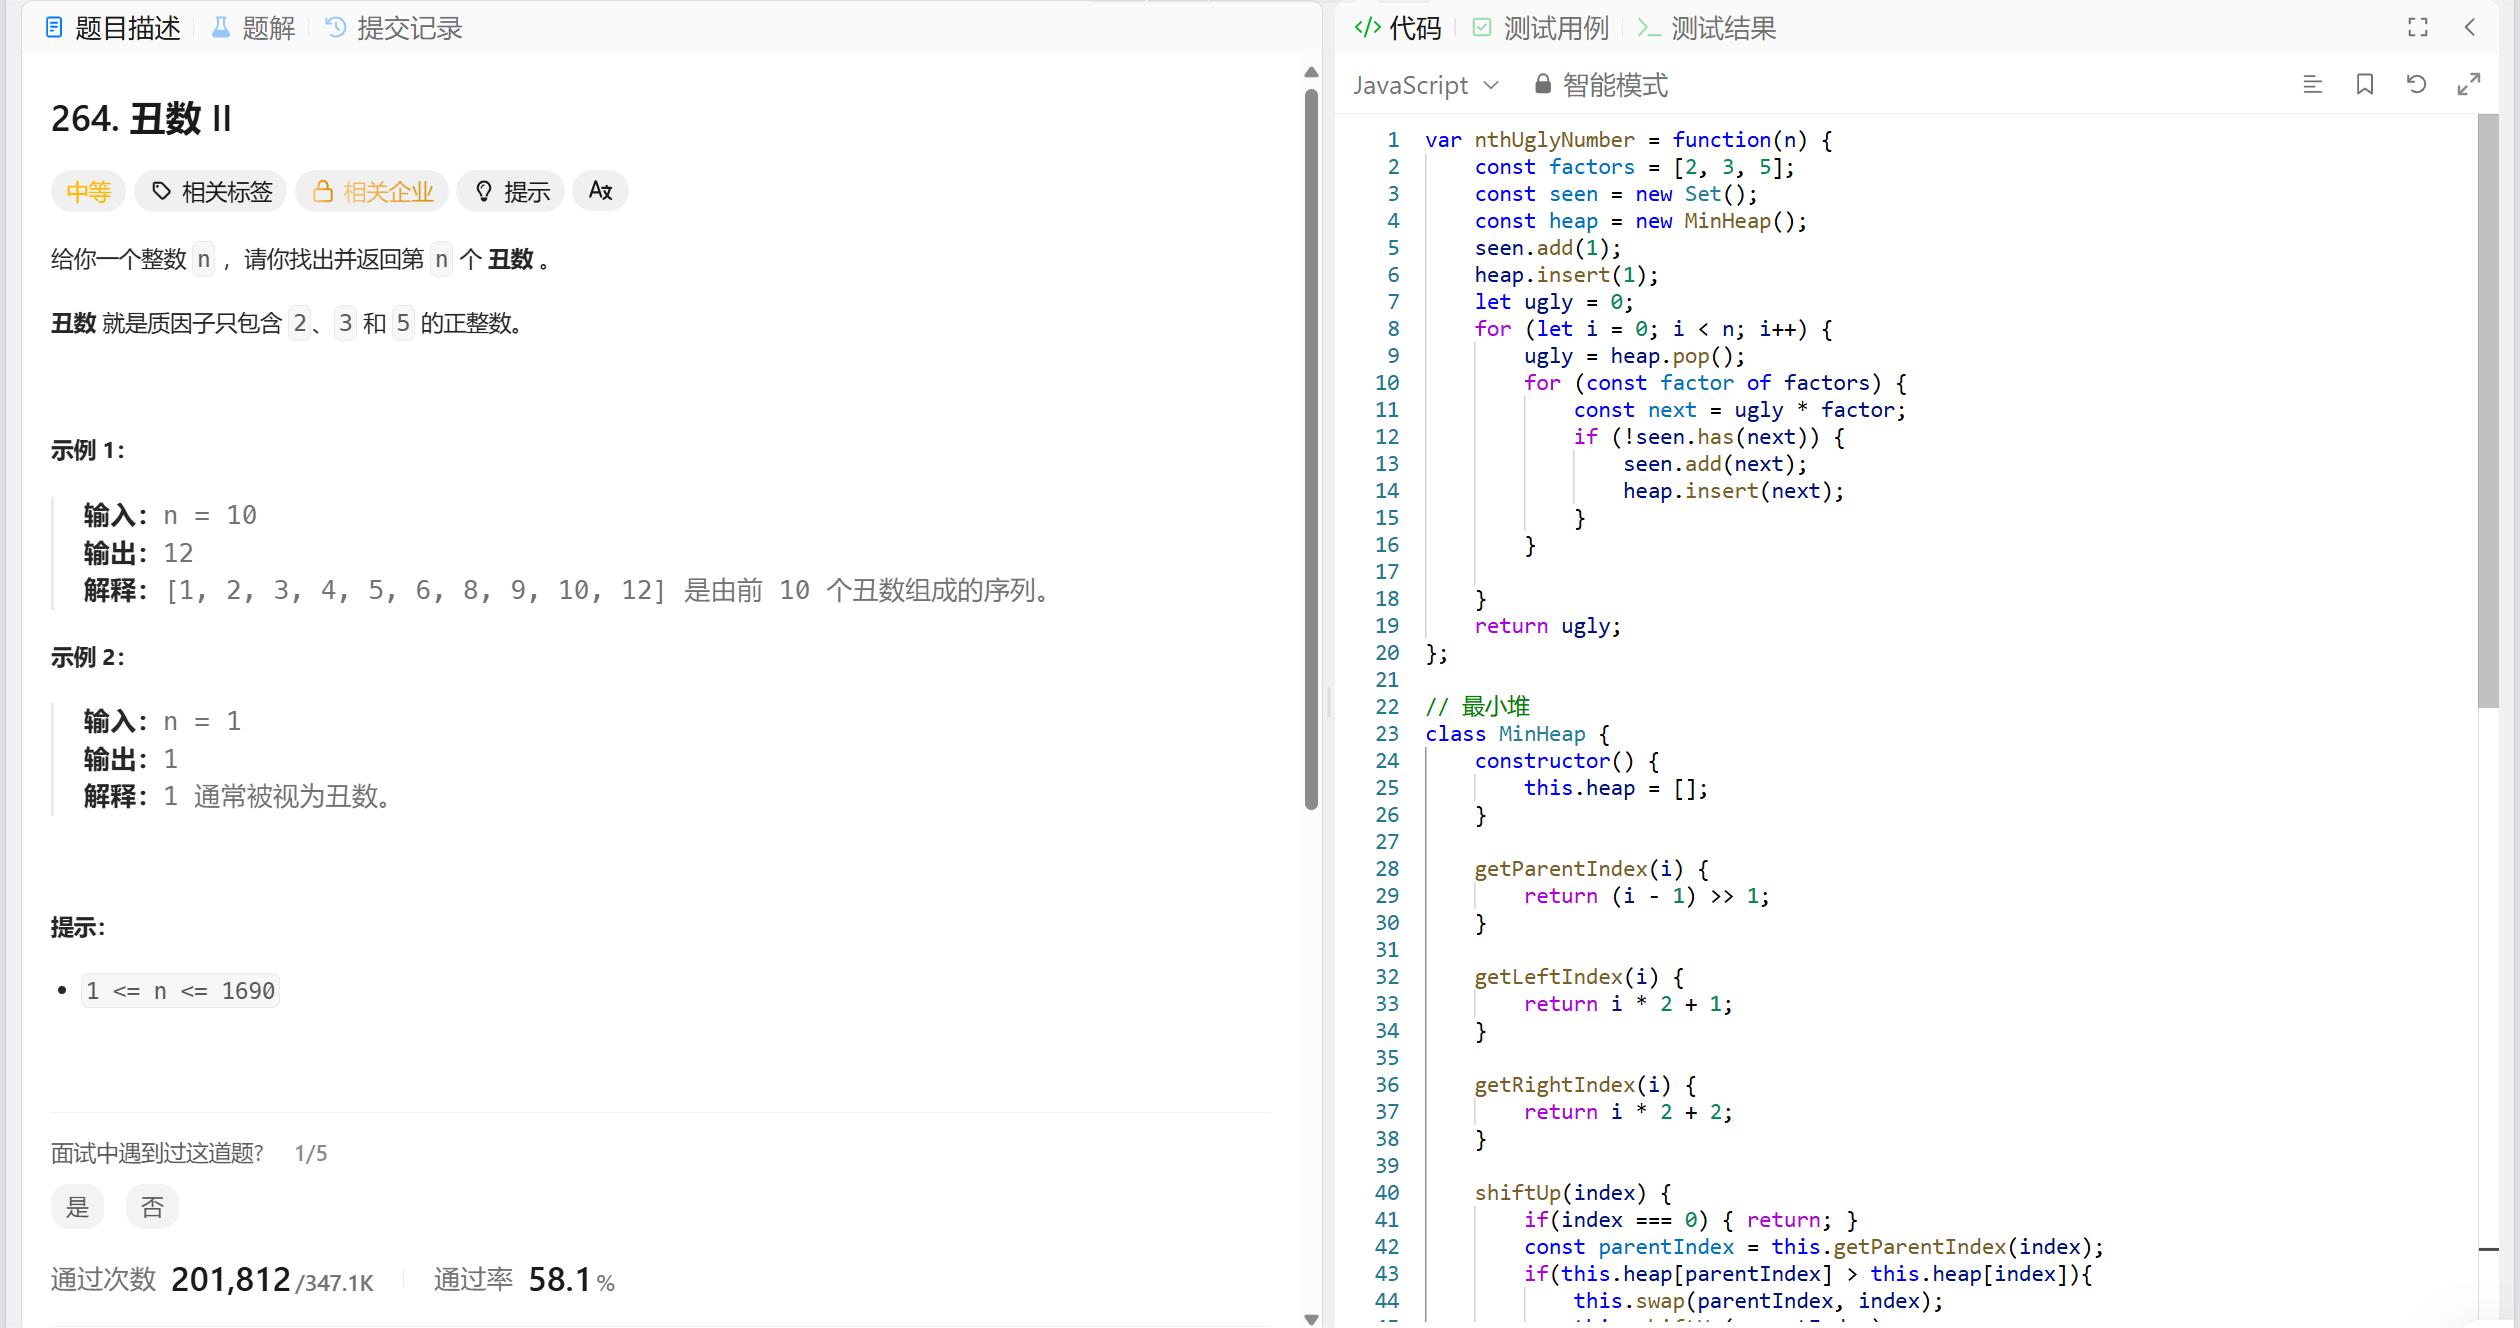 题目描述 题解 提交记录
264. 丑数 II
中等 相关标签 相关企业 提示 Ax
给你一个整数 n ，请你找出并返回第 n 个 丑数 。
丑数 就是质因子只包含 2、3 和 5 的正整数。
示例 1：
输入：n = 10
输出：12
解释：[1, 2, 3, 4, 5, 6, 8, 9, 10, 12] 是由前 10 个丑数组成的序列。
示例 2：
输入：n = 1
输出：1
解释：1 通常被视为丑数。
提示：
• 1 <= n <= 1690
面试中遇到过这道题? 1/5
是 否
通过次数 201,812/347.1K 通过率 58.1%
</> 代码 测试用例 >_ 测试结果
JavaScript 智能模式
1 var nthUglyNumber = function(n) {
2     const factors = [2, 3, 5];
3     const seen = new Set();
4     const heap = new MinHeap();
5     seen.add(1);
6     heap.insert(1);
7     let ugly = 0;
8     for (let i = 0; i < n; i++) {
9         ugly = heap.pop();
10         for (const factor of factors) {
11             const next = ugly * factor;
12             if (!seen.has(next)) {
13                 seen.add(next);
14                 heap.insert(next);
15             }
16         }
17
18     }
19     return ugly;
20 };
21
22 // 最小堆
23 class MinHeap {
24     constructor() {
25         this.heap = [];
26     }
27
28     getParentIndex(i) {
29         return (i - 1) >> 1;
30     }
31
32     getLeftIndex(i) {
33         return i * 2 + 1;
34     }
35
36     getRightIndex(i) {
37         return i * 2 + 2;
38     }
39
40     shiftUp(index) {
41         if(index === 0) { return; }
42         const parentIndex = this.getParentIndex(index);
43         if(this.heap[parentIndex] > this.heap[index]){
44             this.swap(parentIndex, index);